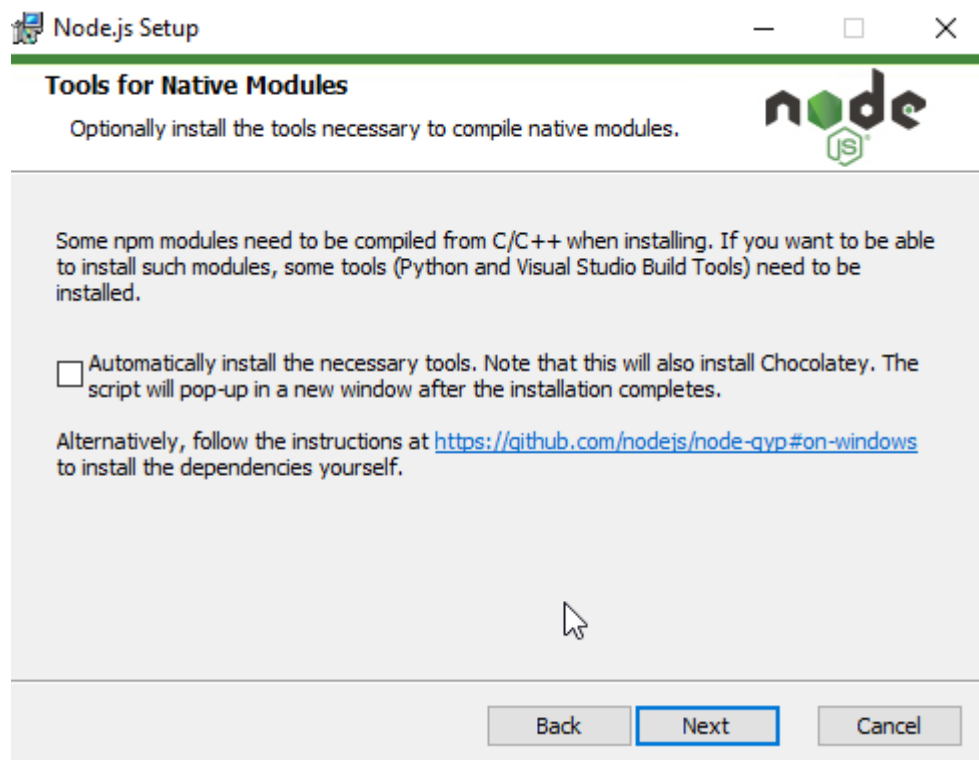 Node.js Setup
Tools for Native Modules
Optionally install the tools necessary to compile native modules.
node
JS
Some npm modules need to be compiled from C/C++ when installing. If you want to be able
to install such modules, some tools (Python and Visual Studio Build Tools) need to be
installed.
Automatically install the necessary tools. Note that this will also install Chocolatey. The
script will pop-up in a new window after the installation completes.
Alternatively, follow the instructions at https://github.com/nodejs/node-gyp#on-windows
to install the dependencies yourself.
Back
Next
Cancel